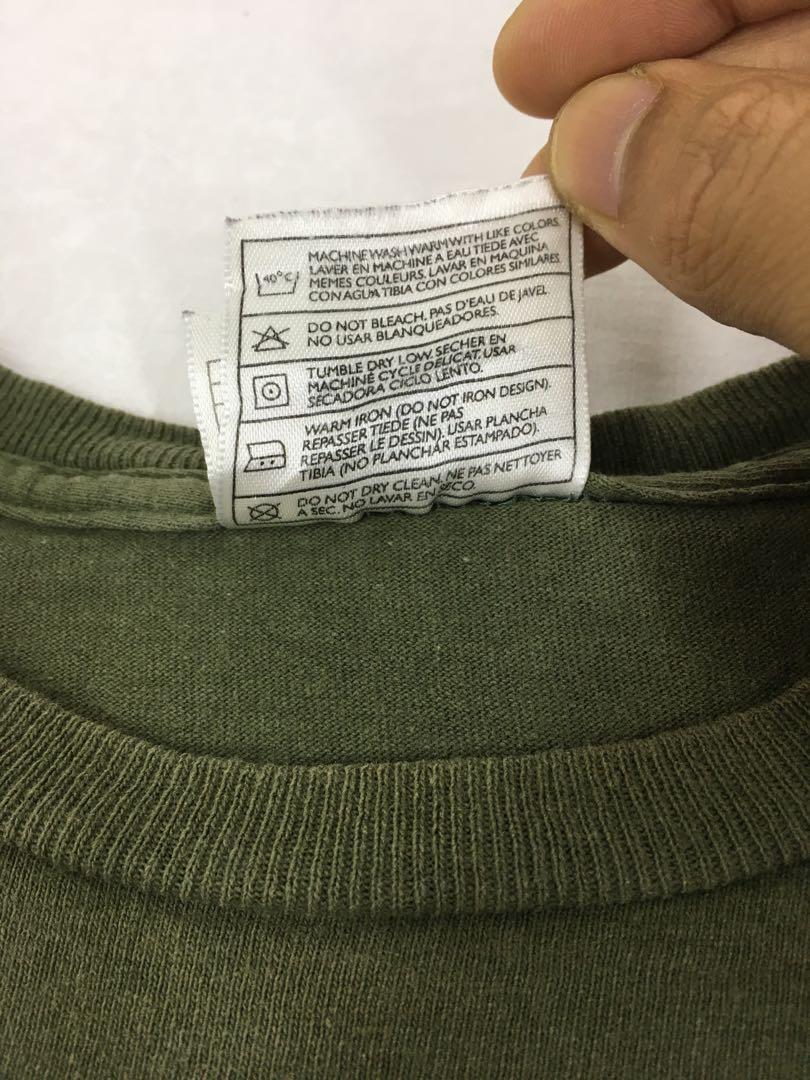 40°C
MACHINE WASH WARM WITH LIKE COLORS.
LAVER EN MACHINE A EAU TIEDE AVEC
MEMES COULEURS. LAVAR EN MAQUINA
CON AGUA TIBIA CON COLORES SIMILARES.
DO NOT BLEACH. PAS D'EAU DE JAVEL
NO USAR BLANQUEADORES.
TUMBLE DRY LOW. SECHER EN
MACHINE CYCLE DELICAT. USAR
SECADORA CICLO LENTO.
WARM IRON (DO NOT IRON DESIGN).
REPASSER TIEDE (NE PAS
REPASSER LE DESSIN). USAR PLANCHA
TIBIA (NO PLANCHAR ESTAMPADO).
DO NOT DRY CLEAN. NE PAS NETTOYER
A SEC. NO LAVAR EN SECO.